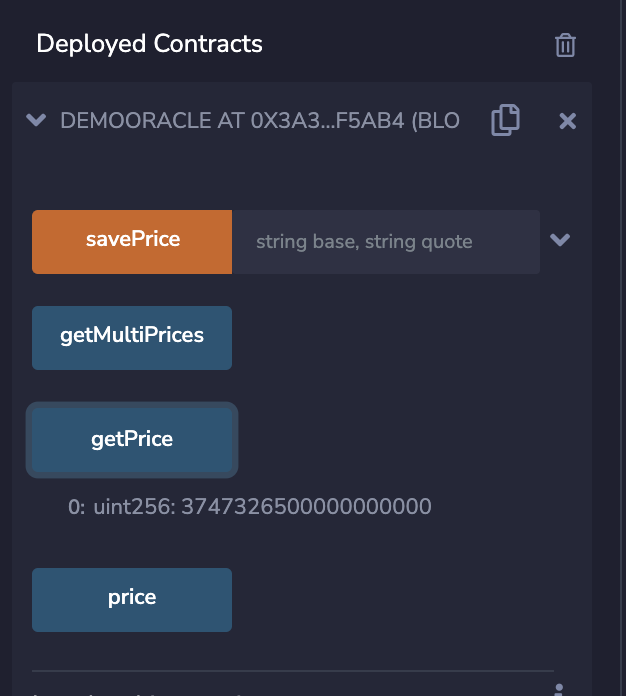 Deployed Contracts
DEMOORACLE AT 0X3A3...F5AB4 (BLO
savePrice
string base, string quote
getMultiPrices
getPrice
0: uint256: 3747326500000000000
price